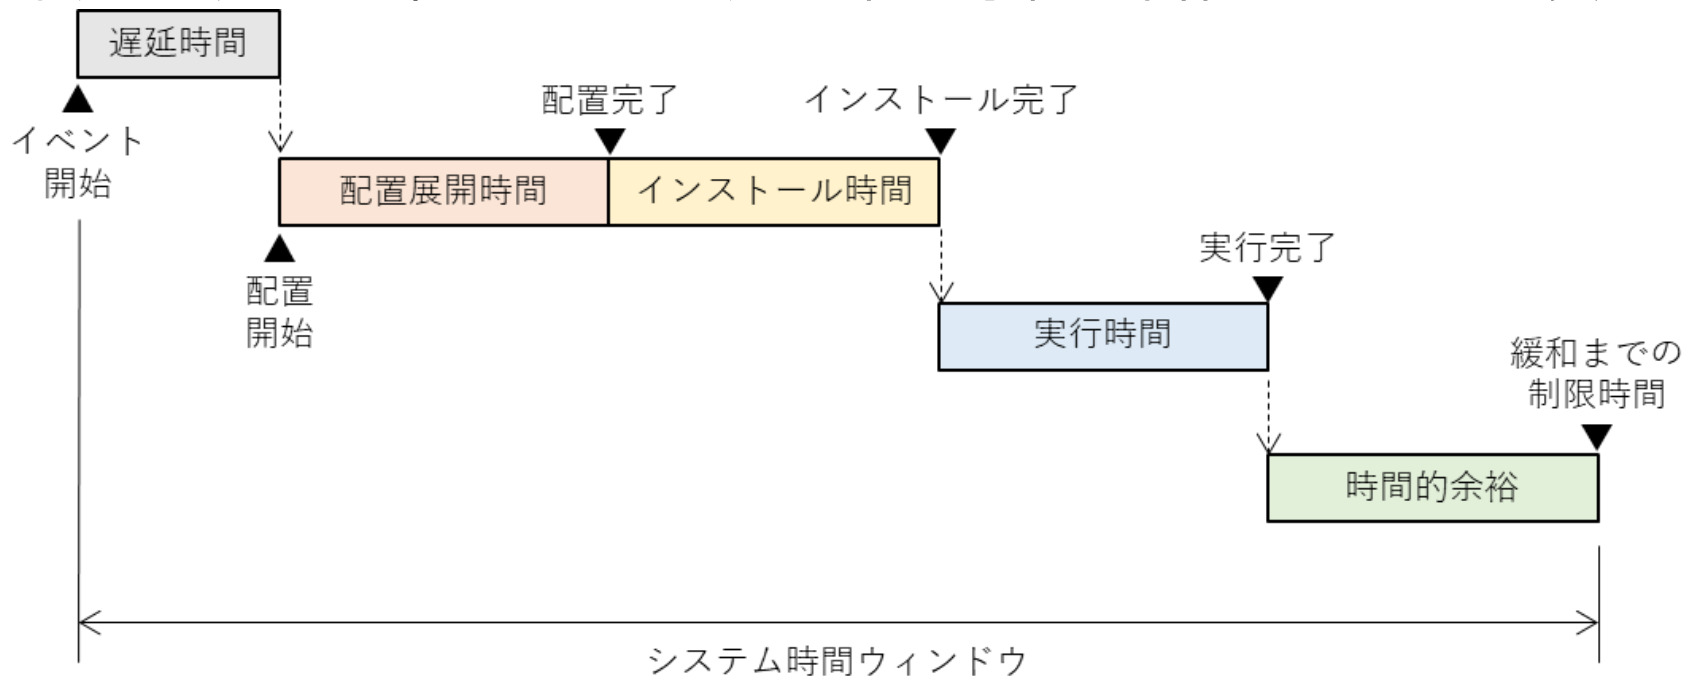 遅延時間
イベント
開始
配置完了
インストール完了
配置展開時間
インストール時間
配置
開始
実行完了
実行時間
緩和までの
制限時間
時間的余裕
システム時間ウィンドウ